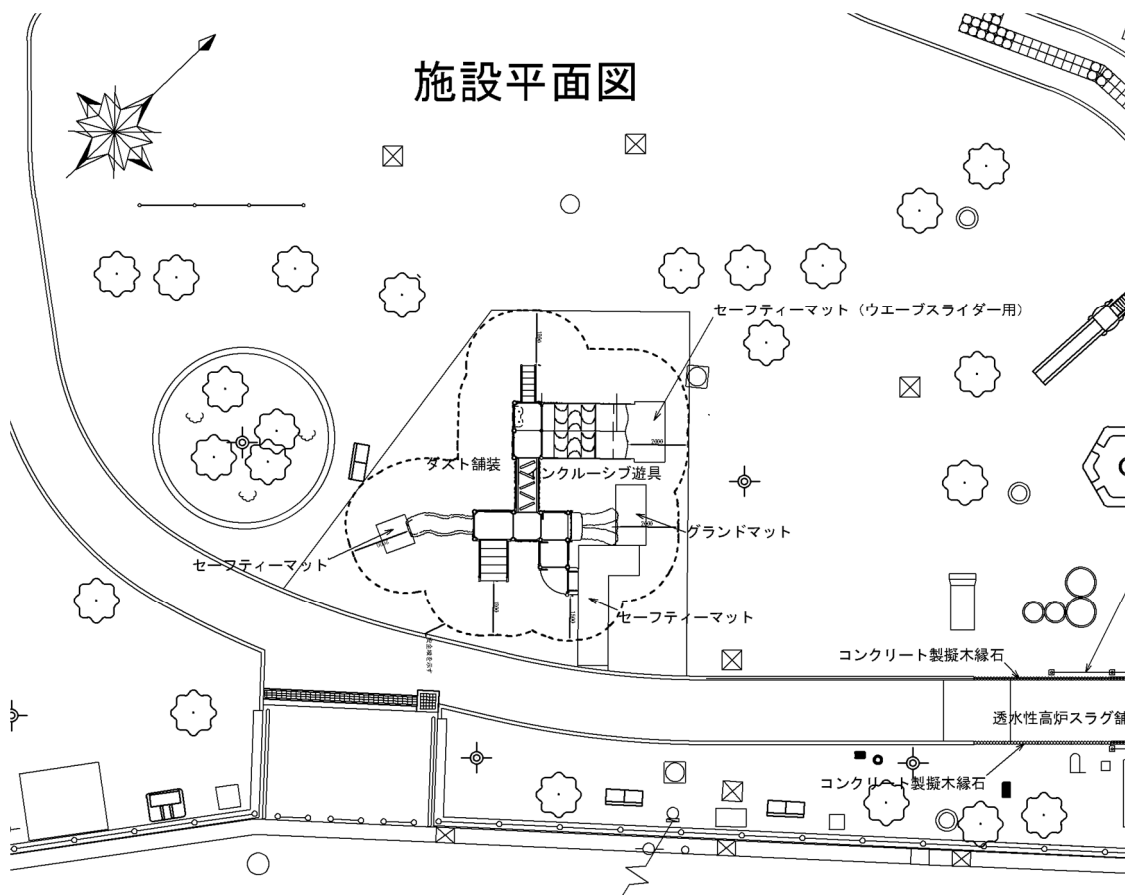 施設平面図
セーフティーマット（ウエーブスライダー用）
ダスト舗装
ンクルーシブ遊具
2000
2000
グランドマット
セーフティーマット
セーフティーマット
コンクリート製擬木縁石
透水性高炉スラグ舗
コンクリート製擬木縁石